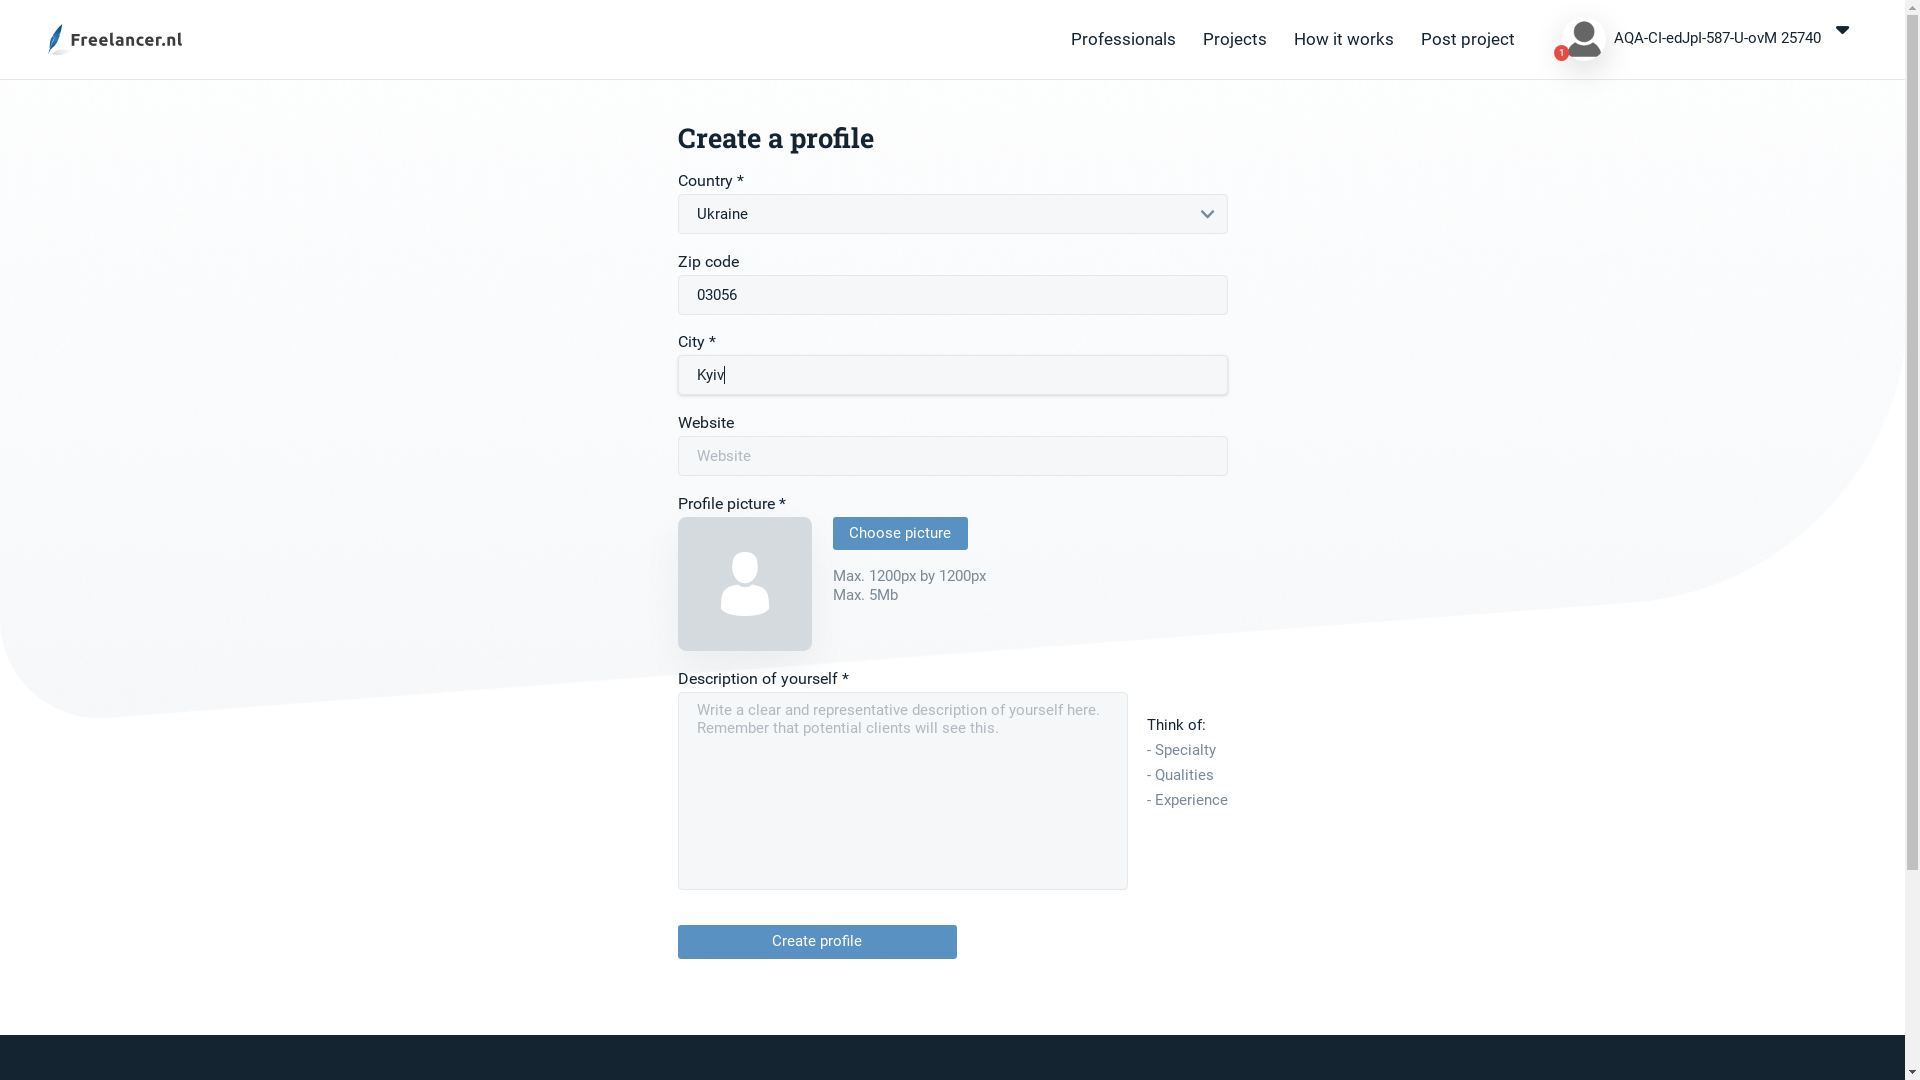 Freelancer.nl
Professionals Projects How it works Post project
1
AQA-CI-edJpI-587-U-ovM 25740
Create a profile
Country *
Ukraine
Zip code
03056
City *
Kyiv
Website
Website
Profile picture *
Choose picture
Max. 1200px by 1200px
Max. 5Mb
Description of yourself *
Write a clear and representative description of yourself here.
Remember that potential clients will see this.
Think of:
- Specialty
- Qualities
- Experience
Create profile